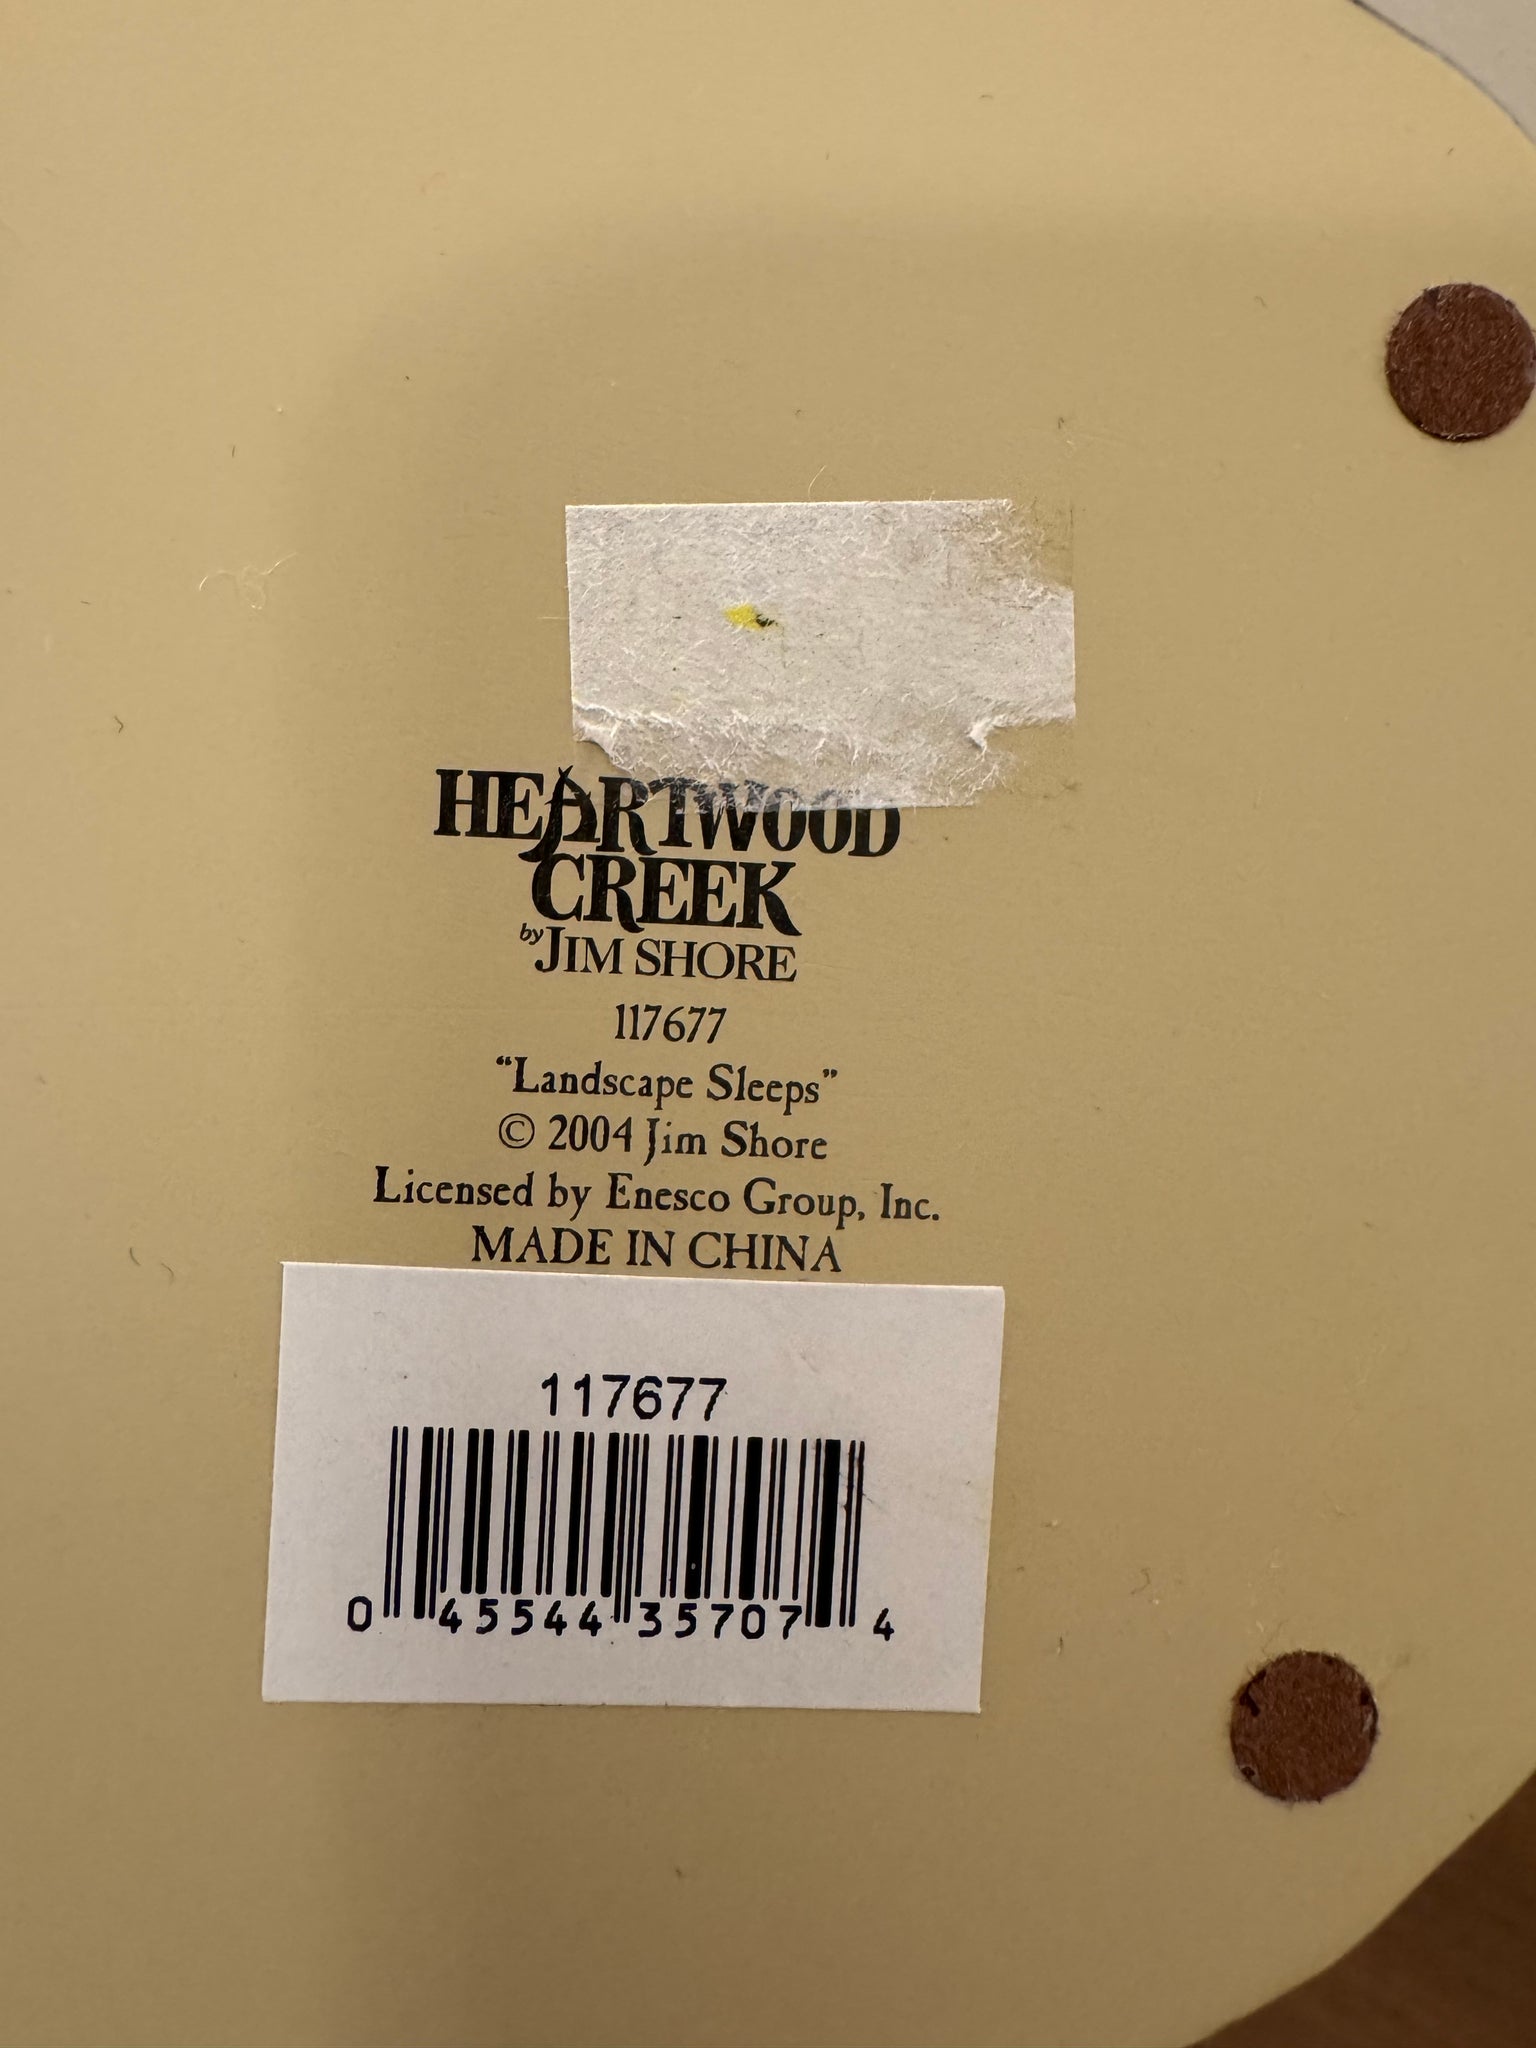 HEARTWOOD
CREEK
by JIM SHORE
117677
“Landscape Sleeps”
© 2004 Jim Shore
Licensed by Enesco Group, Inc.
MADE IN CHINA
117677
0 45544 35707 4